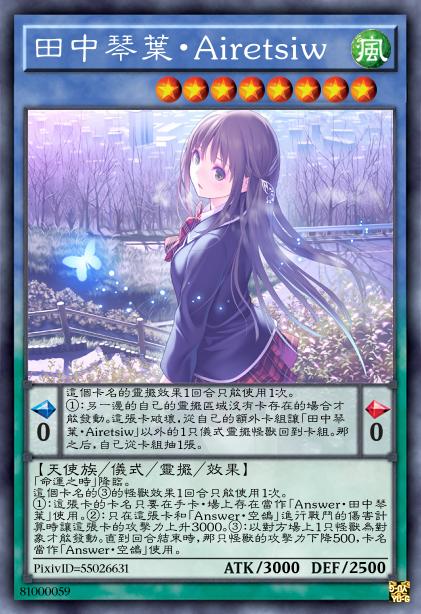 田中琴葉・Airetsiw
風
這個卡名的靈擺效果1回合只能使用1次。
①：另一邊的自己的靈擺區域沒有卡存在的場合才
能發動。這張卡破壞，從自己的額外卡組讓「田中琴
葉・Airetsiw」以外的1只儀式靈擺怪獸回到卡組。那
之后，自己從卡組抽1張。
0
0
【天使族／儀式／靈擺／效果】
「命運之時」降臨。
這個卡名的③的怪獸效果1回合只能使用1次。
①：這張卡的卡名只要在手卡・場上存在當作「Answer・田中琴
葉」使用。②：只在這張卡和「Answer・空鴿」進行戰鬥的傷害計
算時讓這張卡的攻擊力上升3000。③：以對方場上1只怪獸為對
象才能發動。直到回合結束時，那只怪獸的攻擊力下降500，卡名
當作「Answer・空鴿」使用。
PixivID=55026631
ATK/3000 DEF/2500
81000059